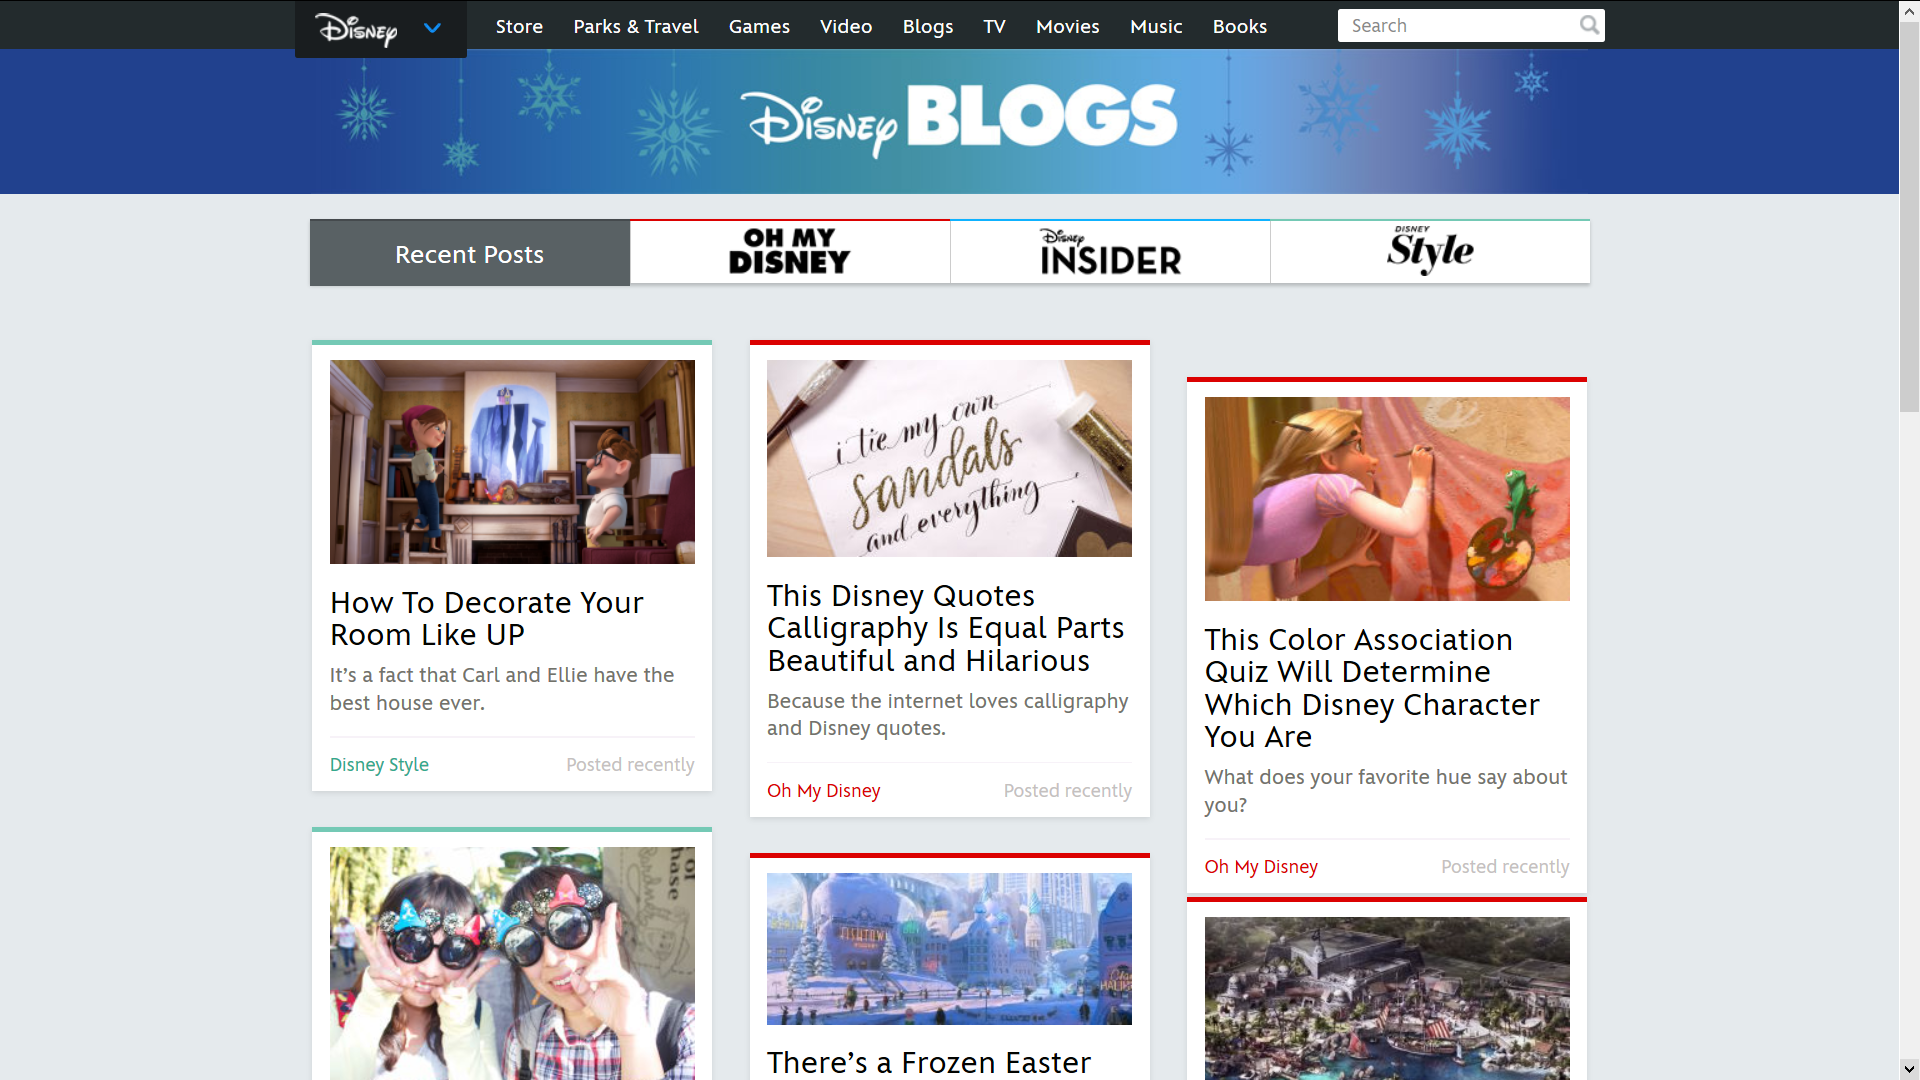 Disney
Store
Parks & Travel
Games
Video
Blogs
TV
Movies
Music
Books
Search
Disney BLOGS
Recent Posts
OH MY
DISNEY
Disney
INSIDER
DISNEY
Style
How To Decorate Your
Room Like UP
It’s a fact that Carl and Ellie have the
best house ever.
Disney Style
Posted recently
i tie my own
sandals
and everything
This Disney Quotes
Calligraphy Is Equal Parts
Beautiful and Hilarious
Because the internet loves calligraphy
and Disney quotes.
Oh My Disney
Posted recently
This Color Association
Quiz Will Determine
Which Disney Character
You Are
What does your favorite hue say about
you?
Oh My Disney
Posted recently
FISHTOWN
There’s a Frozen Easter